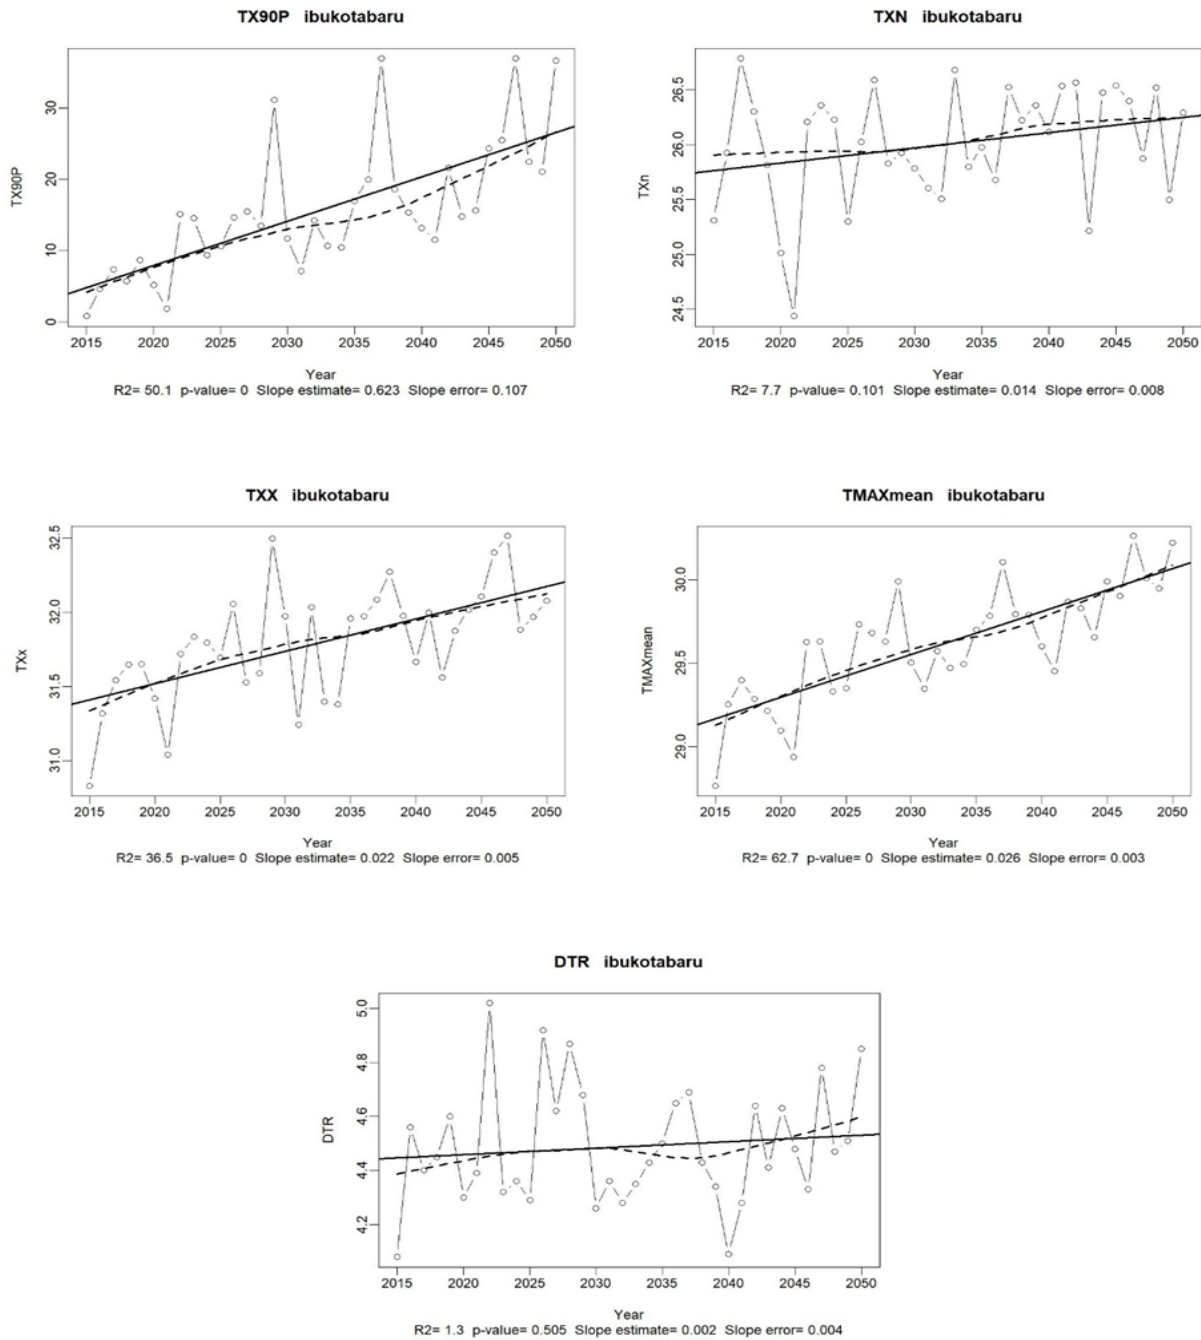 TX90P ibukotabaru
TX90P
30
20
10
0
2015 2020 2025 2030 2035 2040 2045 2050
Year
R2= 50.1 p-value= 0 Slope estimate= 0.623 Slope error= 0.107
TXN ibukotabaru
TXn
26.5
26.0
25.5
25.0
24.5
2015 2020 2025 2030 2035 2040 2045 2050
Year
R2= 7.7 p-value= 0.101 Slope estimate= 0.014 Slope error= 0.008
TXX ibukotabaru
TXx
32.5
32.0
31.5
31.0
2015 2020 2025 2030 2035 2040 2045 2050
Year
R2= 36.5 p-value= 0 Slope estimate= 0.022 Slope error= 0.005
TMAXmean ibukotabaru
TMAXmean
30.0
29.5
29.0
2015 2020 2025 2030 2035 2040 2045 2050
Year
R2= 62.7 p-value= 0 Slope estimate= 0.026 Slope error= 0.003
DTR ibukotabaru
DTR
5.0
4.8
4.6
4.4
4.2
2015 2020 2025 2030 2035 2040 2045 2050
Year
R2= 1.3 p-value= 0.505 Slope estimate= 0.002 Slope error= 0.004